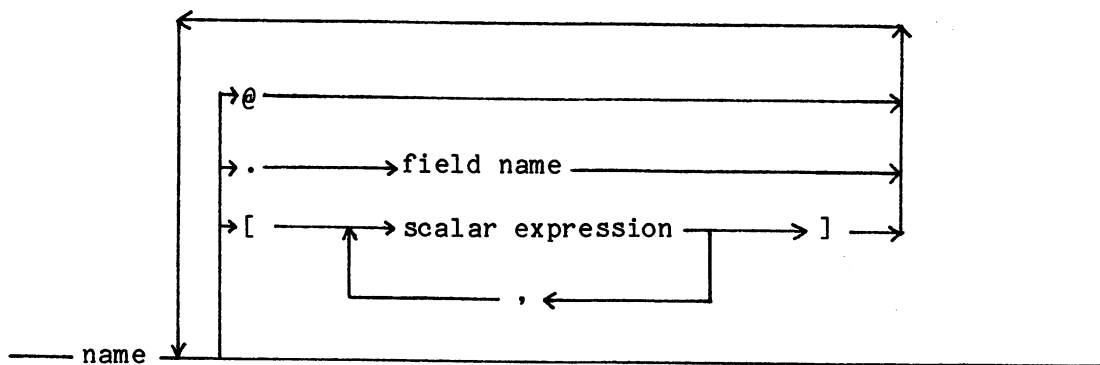 @
. field name
[ scalar expression ]
,
name